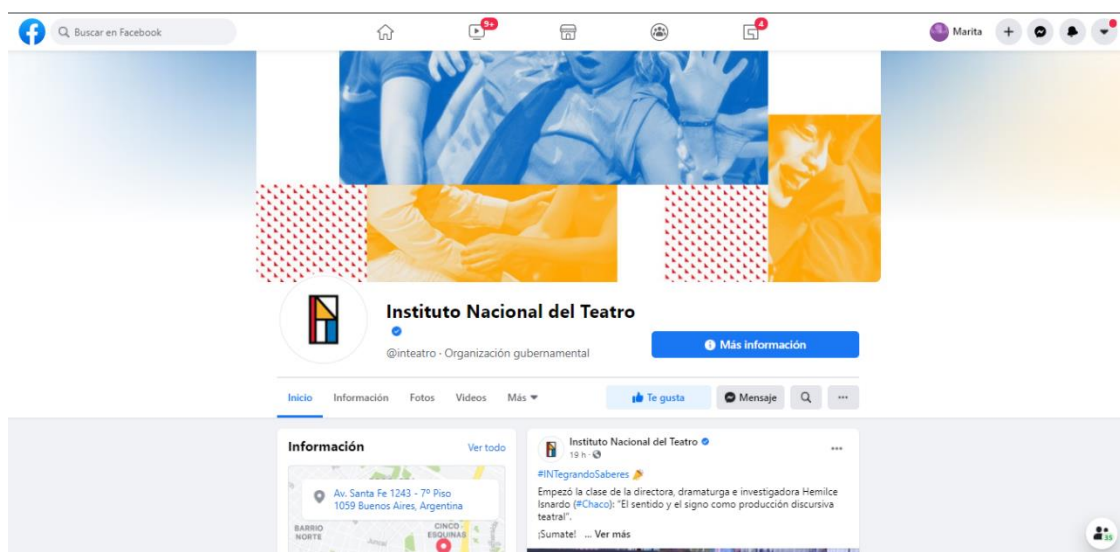 Buscar en Facebook
9+
4
Marita
Instituto Nacional del Teatro
@inteatro · Organización gubernamental
Más información
Inicio
Información
Fotos
Videos
Más
Te gusta
Mensaje
Información
Ver todo
Av. Santa Fe 1243 - 7º Piso
1059 Buenos Aires, Argentina
BARRIO
NORTE
CINCO
ESQUINAS
Instituto Nacional del Teatro
19 h ·
#INTegrandoSaberes
Empezó la clase de la directora, dramaturga e investigadora Hemilce
Isnardo (#Chaco): "El sentido y el signo como producción discursiva
teatral".
¡Sumate! ... Ver más
35